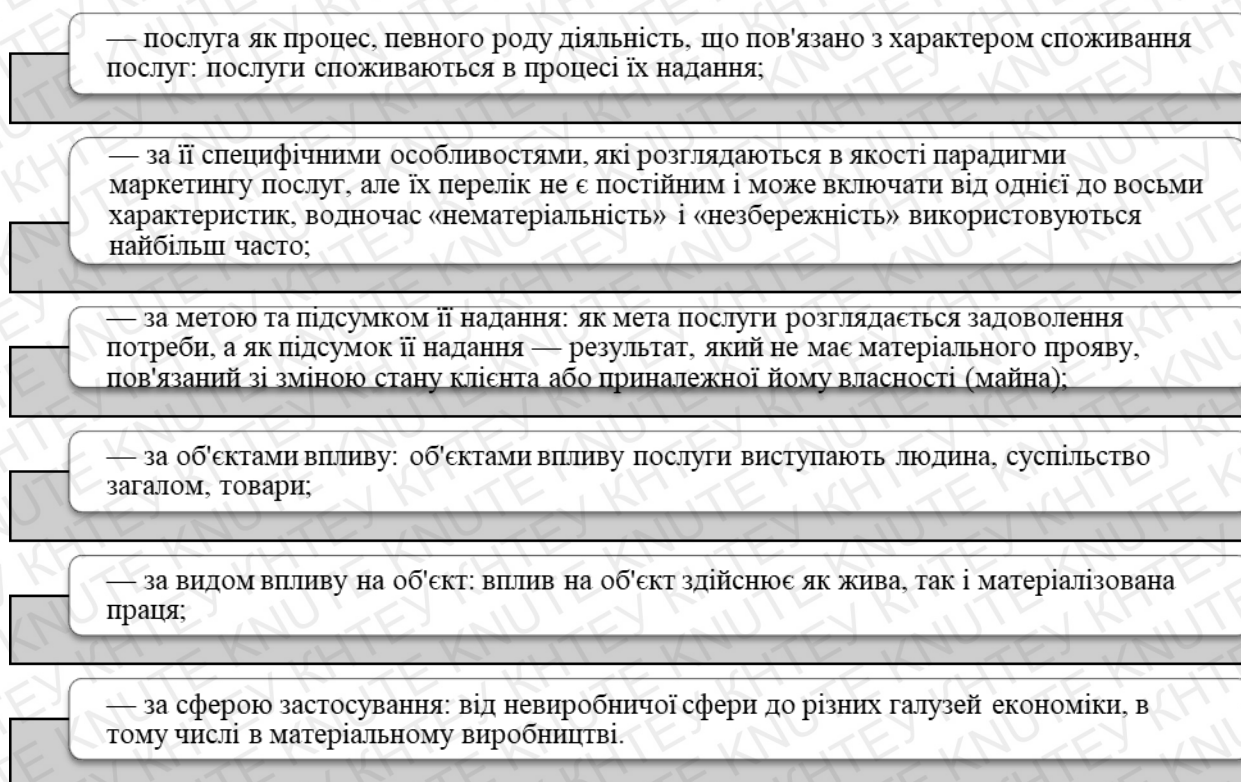 — послуга як процес, певного роду діяльність, що пов'язано з характером споживання
послуг: послуги споживаються в процесі їх надання;
— за її специфічними особливостями, які розглядаються в якості парадигми
маркетингу послуг, але їх перелік не є постійним і може включати від однієї до восьми
характеристик, водночас «нематеріальність» і «незбережність» використовуються
найбільш часто;
— за метою та підсумком її надання: як мета послуги розглядається задоволення
потреби, а як підсумок її надання — результат, який не має матеріального прояву,
пов'язаний зі зміною стану клієнта або приналежної йому власності (майна);
— за об'єктами впливу: об'єктами впливу послуги виступають людина, суспільство
загалом, товари;
— за видом впливу на об'єкт: вплив на об'єкт здійснює як жива, так і матеріалізована
праця;
— за сферою застосування: від невиробничої сфери до різних галузей економіки, в
тому числі в матеріальному виробництві.